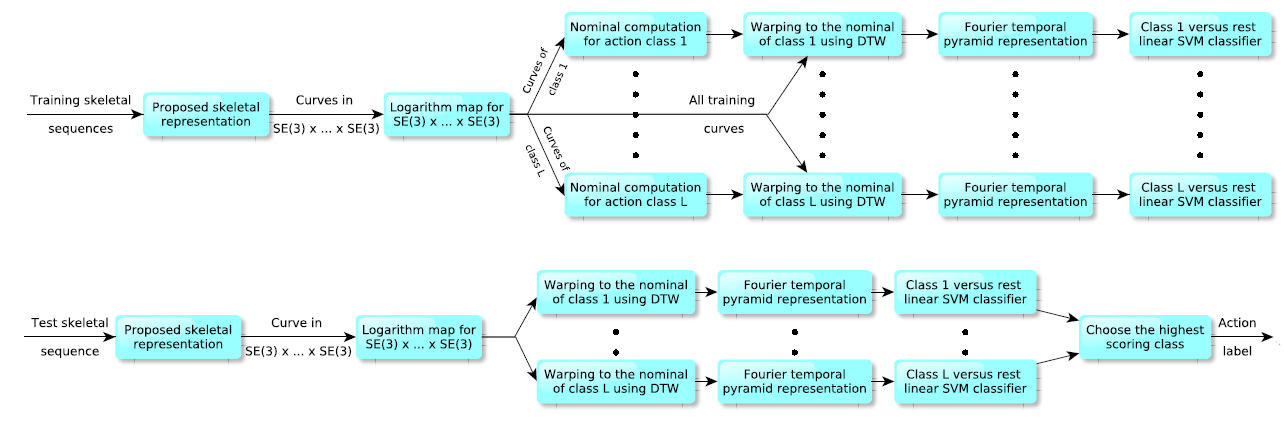 Training skeletal
sequences
Proposed skeletal
representation
Curves in
SE(3) x ... x SE(3)
Logarithm map for
SE(3) x ... x SE(3)
Curves of
class 1
Curves of
class L
Nominal computation
for action class 1
All training
curves
Warping to the nominal
of class 1 using DTW
Fourier temporal
pyramid representation
Class 1 versus rest
linear SVM classifier
Nominal computation
for action class L
Warping to the nominal
of class L using DTW
Fourier temporal
pyramid representation
Class L versus rest
linear SVM classifier
Test skeletal
sequence
Proposed skeletal
representation
Curve in
SE(3) x ... x SE(3)
Logarithm map for
SE(3) x ... x SE(3)
Warping to the nominal
of class 1 using DTW
Fourier temporal
pyramid representation
Class 1 versus rest
linear SVM classifier
Warping to the nominal
of class L using DTW
Fourier temporal
pyramid representation
Class L versus rest
linear SVM classifier
Choose the highest
scoring class
Action
label